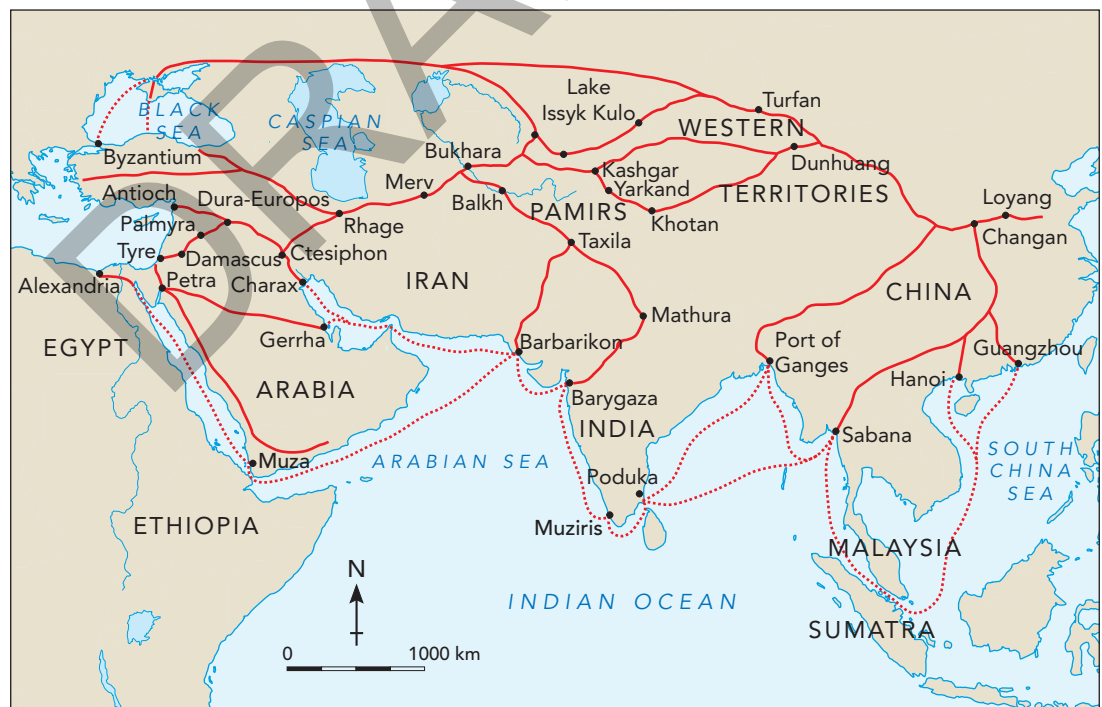 DRA
BLACK
SEA
CASPIAN
SEA
Lake
Issyk Kulo
Turfan
WESTERN
TERRITORIES
Byzantium
Bukhara
Kashgar
Dunhuang
Antioch
Dura-Europos
Merv
Balkh
Yarkand
PAMIRS
Khotan
Loyang
Changan
Palmyra
Rhage
Taxila
Tyre
Damascus
Ctesiphon
Alexandria
Petra
Charax
IRAN
CHINA
Mathura
EGYPT
Gerrha
Barbarikon
Port of
Ganges
Guangzhou
Hanoi
ARABIA
Barygaza
INDIA
Sabana
Muza
ARABIAN SEA
SOUTH
CHINA
SEA
Poduka
ETHIOPIA
Muziris
MALAYSIA
N
INDIAN OCEAN
SUMATRA
0 1000 km